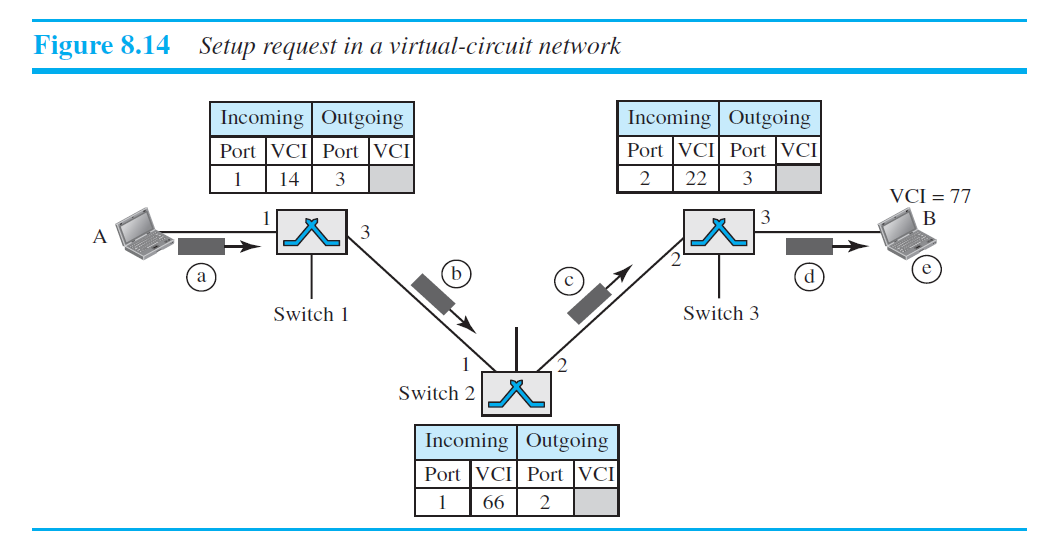 Figure 8.14 Setup request in a virtual-circuit network
Incoming Outgoing
Port VCI Port VCI
1 14 3
Incoming Outgoing
Port VCI Port VCI
2 22 3
VCI = 77
A
1
3
a
Switch 1
b
c
2
3
B
d
e
Switch 3
1
2
Switch 2
Incoming Outgoing
Port VCI Port VCI
1 66 2